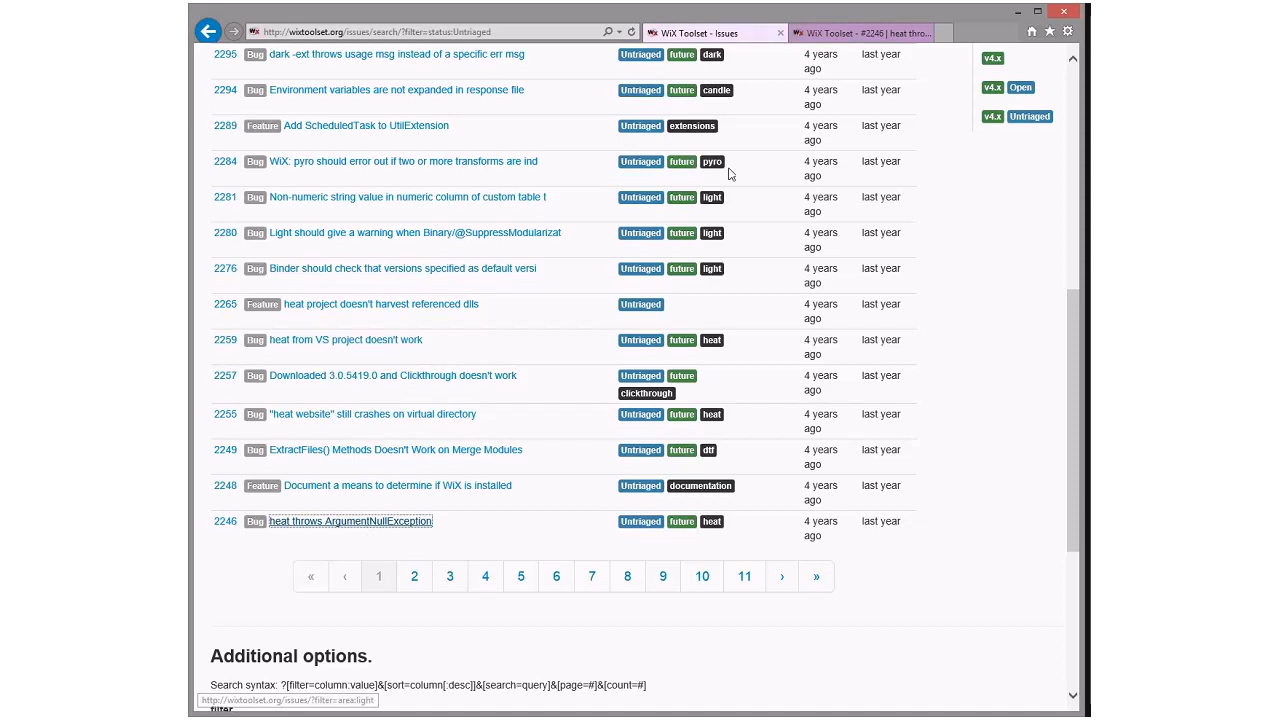 http://wixtoolset.org/issues/search/?filter=status:Untriaged
WiX Toolset - Issues
WiX Toolset - #2246 | heat thro...
2295 Bug dark -ext throws usage msg instead of a specific err msg Untriaged future dark 4 years ago last year
2294 Bug Environment variables are not expanded in response file Untriaged future candle 4 years ago last year
2289 Feature Add ScheduledTask to UtilExtension Untriaged extensions 4 years ago last year
2284 Bug WiX: pyro should error out if two or more transforms are ind Untriaged future pyro 4 years ago last year
2281 Bug Non-numeric string value in numeric column of custom table t Untriaged future light 4 years ago last year
2280 Bug Light should give a warning when Binary/@SuppressModularizat Untriaged future light 4 years ago last year
2276 Bug Binder should check that versions specified as default versi Untriaged future light 4 years ago last year
2265 Feature heat project doesn't harvest referenced dlls Untriaged 4 years ago last year
2259 Bug heat from VS project doesn't work Untriaged future heat 4 years ago last year
2257 Bug Downloaded 3.0.5419.0 and Clickthrough doesn't work Untriaged future clickthrough 4 years ago last year
2255 Bug "heat website" still crashes on virtual directory Untriaged future heat 4 years ago last year
2249 Bug ExtractFiles() Methods Doesn't Work on Merge Modules Untriaged future dtf 4 years ago last year
2248 Feature Document a means to determine if WiX is installed Untriaged documentation 4 years ago last year
2246 Bug heat throws ArgumentNullException Untriaged future heat 4 years ago last year
v4.x
v4.x Open
v4.x Untriaged
« ‹ 1 2 3 4 5 6 7 8 9 10 11 › »
Additional options.
Search syntax: ?[filter=column:value]&[sort=column[:desc]]&[search=query]&[page=#]&[count=#]
http://wixtoolset.org/issues/?filter=area:light
filter